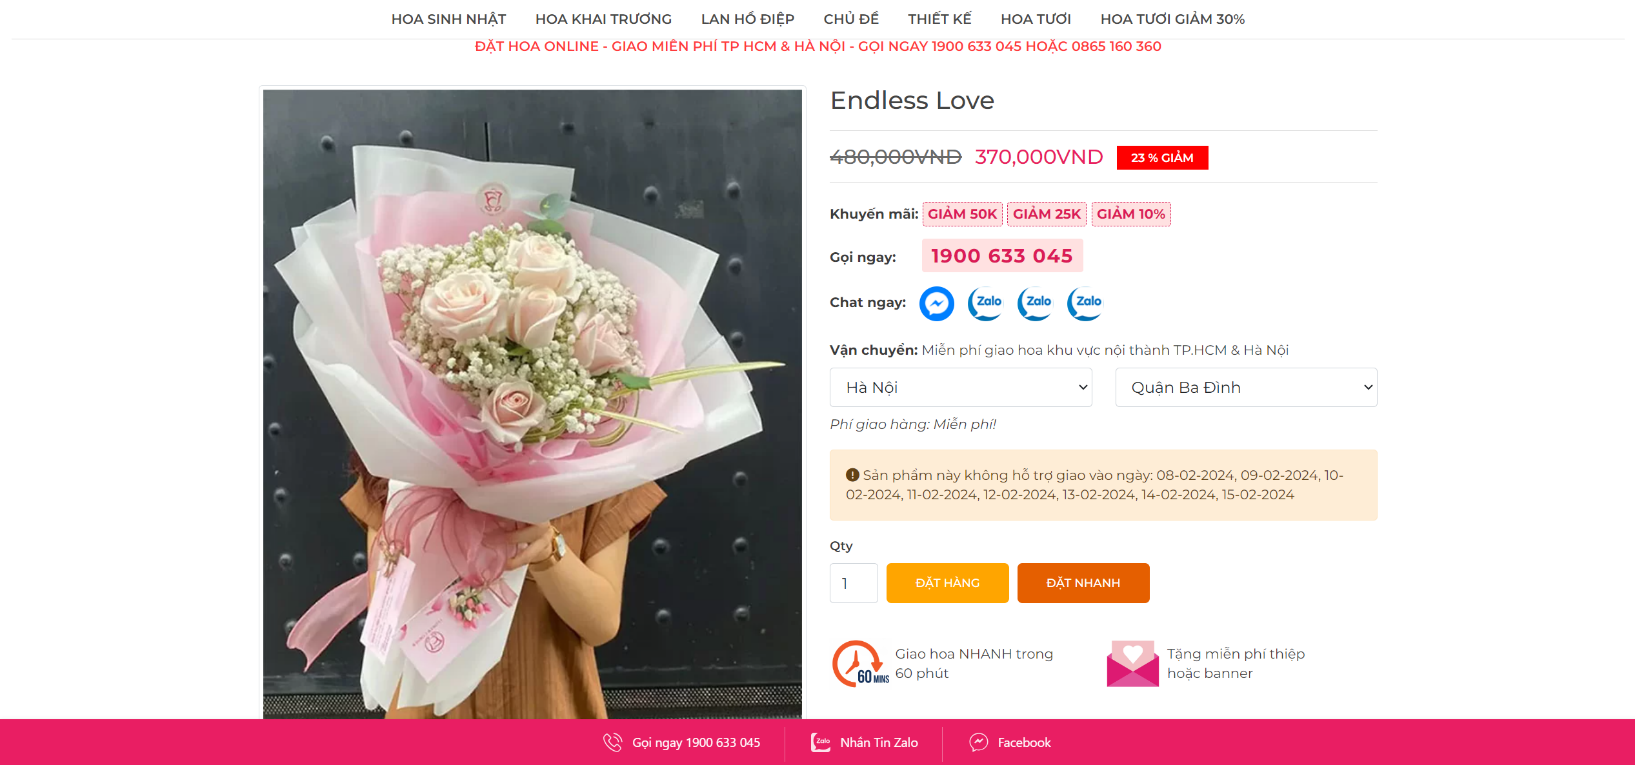 HOA SINH NHẬT HOA KHAI TRƯƠNG LAN HỒ ĐIỆP CHỦ ĐỀ THIẾT KẾ HOA TƯƠI HOA TƯƠI GIẢM 30%
ĐẶT HOA ONLINE - GIAO MIỄN PHÍ TP HCM & HÀ NỘI - GỌI NGAY 1900 633 045 HOẶC 0865 160 360
Endless Love
480,000VND 370,000VND 23 % GIẢM
Khuyến mãi: GIẢM 50K GIẢM 25K GIẢM 10%
Gọi ngay: 1900 633 045
Chat ngay: Zalo Zalo Zalo
Vận chuyển: Miễn phí giao hoa khu vực nội thành TP.HCM & Hà Nội
Hà Nội Quận Ba Đình
Phí giao hàng: Miễn phí!
Sản phẩm này không hỗ trợ giao vào ngày: 08-02-2024, 09-02-2024, 10-
02-2024, 11-02-2024, 12-02-2024, 13-02-2024, 14-02-2024, 15-02-2024
Qty
1 ĐẶT HÀNG ĐẶT NHANH
60 MINS Giao hoa NHANH trong
60 phút
Tặng miễn phí thiệp
hoặc banner
Gọi ngay 1900 633 045 Zalo Nhắn Tin Zalo Facebook